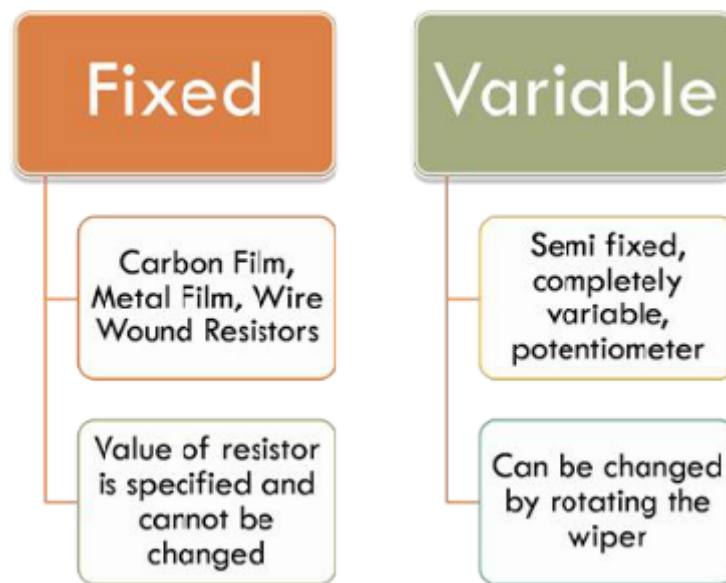 Fixed
Carbon Film,
Metal Film, Wire
Wound Resistors
Value of resistor
is specified and
cannot be
changed
Variable
Semi fixed,
completely
variable,
potentiometer
Can be changed
by rotating the
wiper